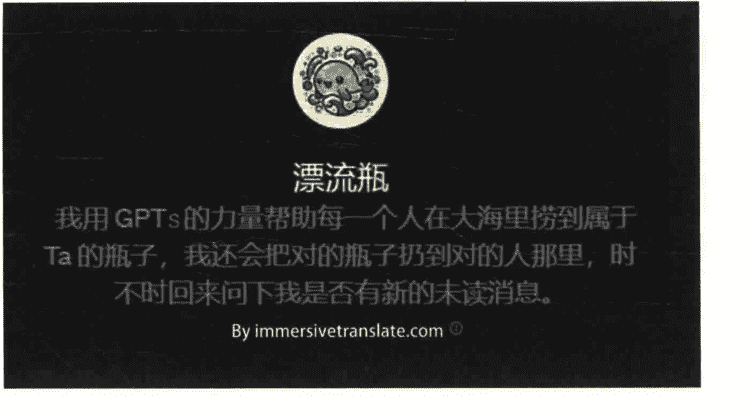 漂流瓶
我用 GPTs 的力量帮助每一个人在大海里捞到属于
Ta 的瓶子，我还会把对的瓶子扔到对的人那里，时
不时回来问下我是否有新的未读消息。
By immersivetranslate.com